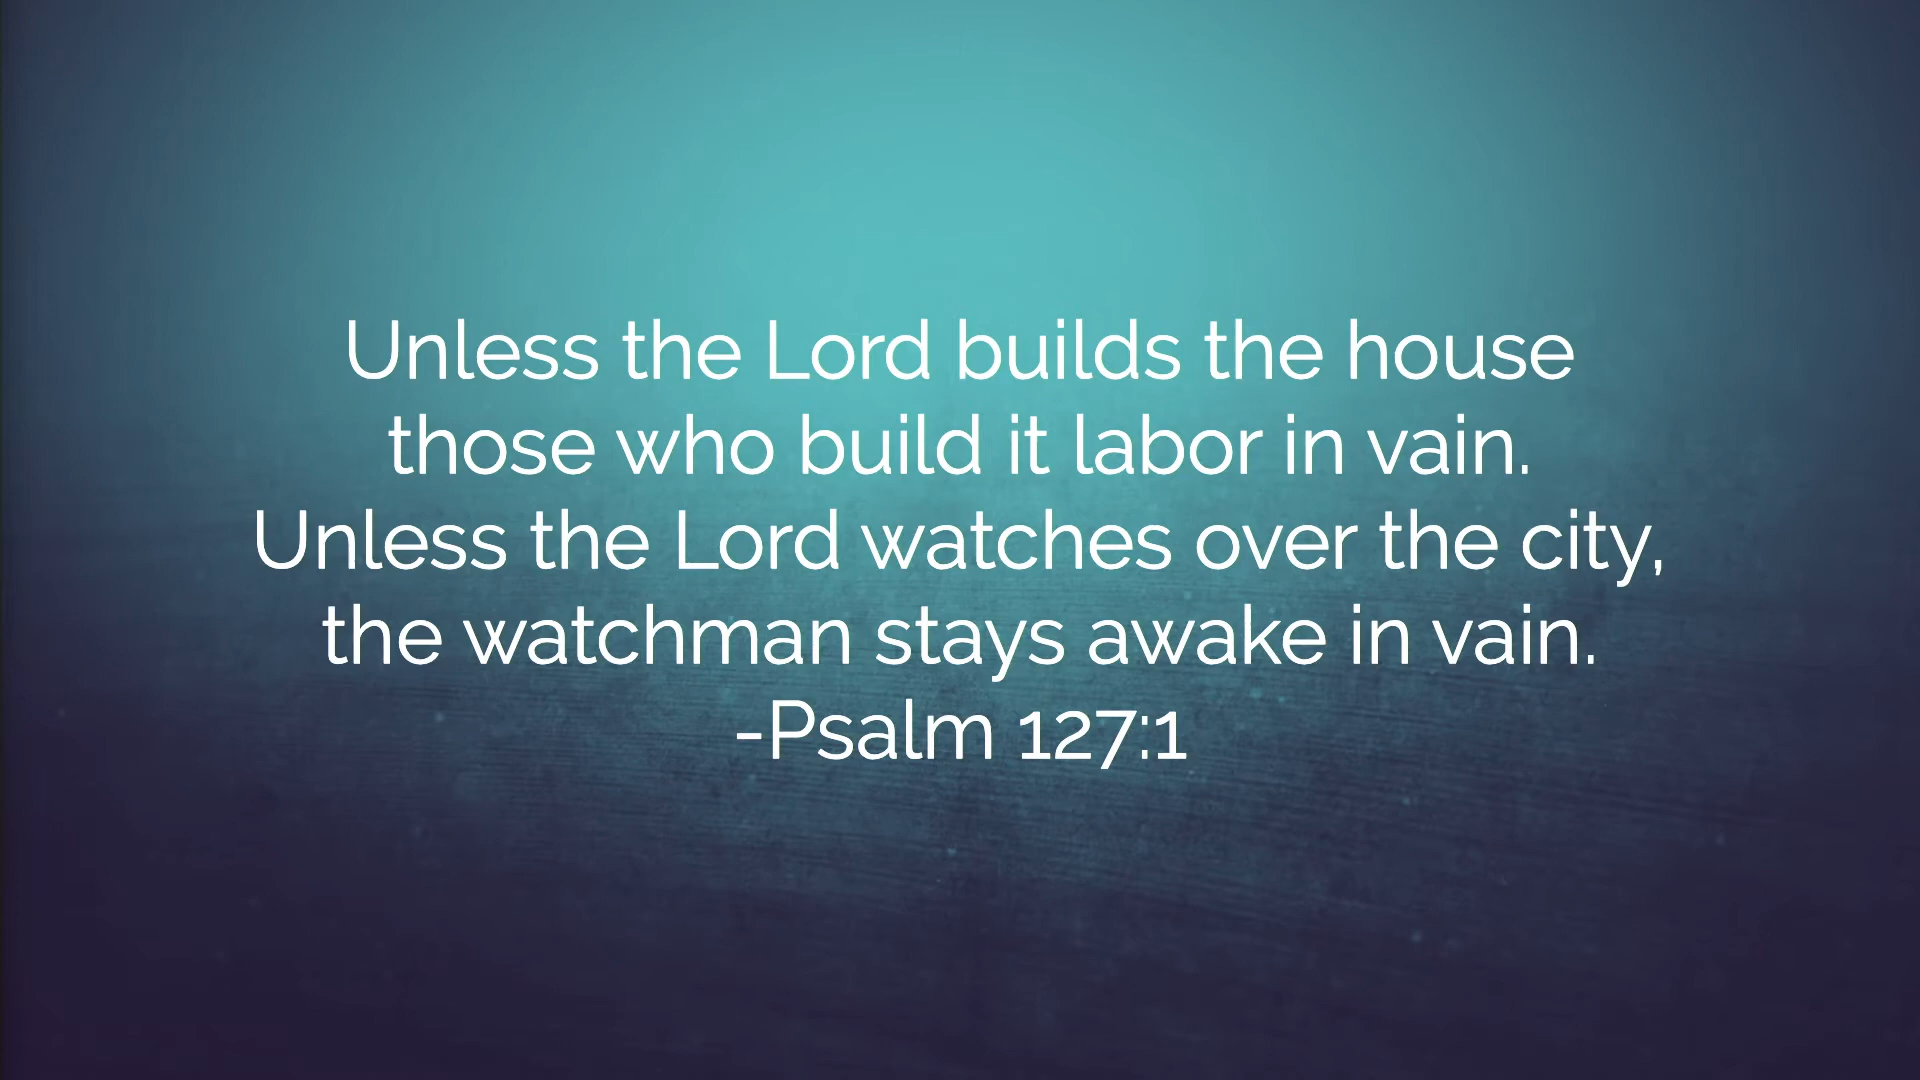 Unless the Lord builds the house
those who build it labor in vain.
Unless the Lord watches over the city,
the watchman stays awake in vain.
-Psalm 127:1